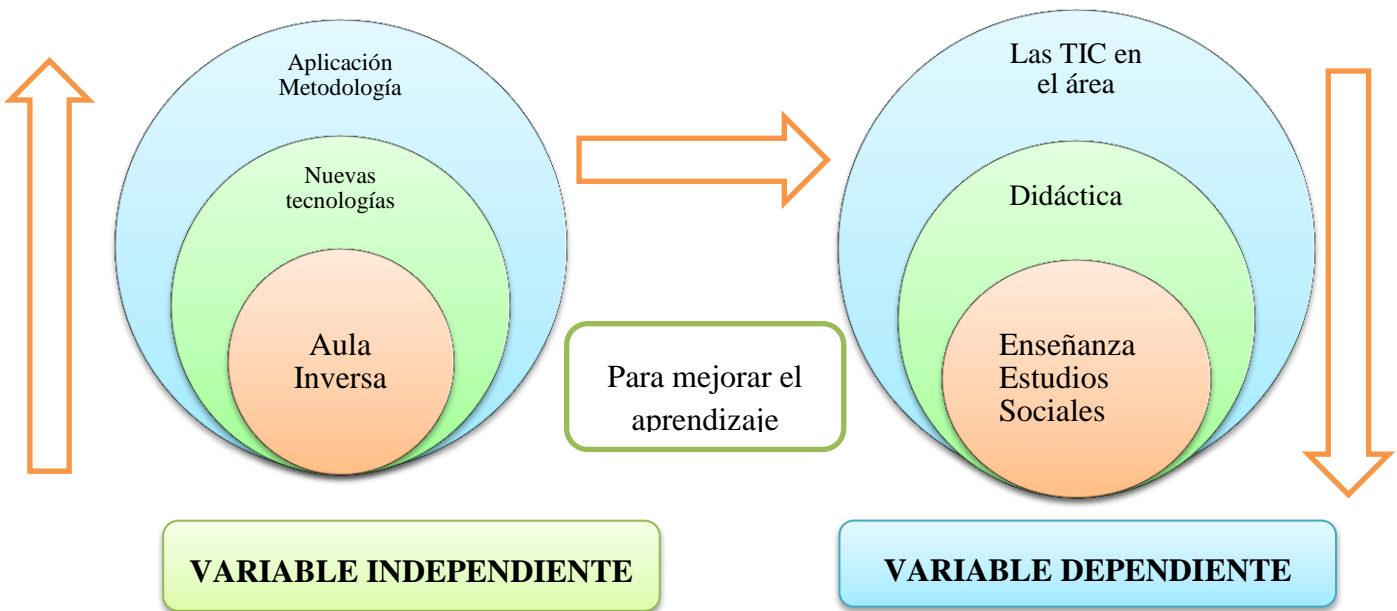 Aplicación
Metodología
Nuevas
tecnologías
Aula
Inversa
Para mejorar el
aprendizaje
Las TIC en
el área
Didáctica
Enseñanza
Estudios
Sociales
VARIABLE INDEPENDIENTE
VARIABLE DEPENDIENTE